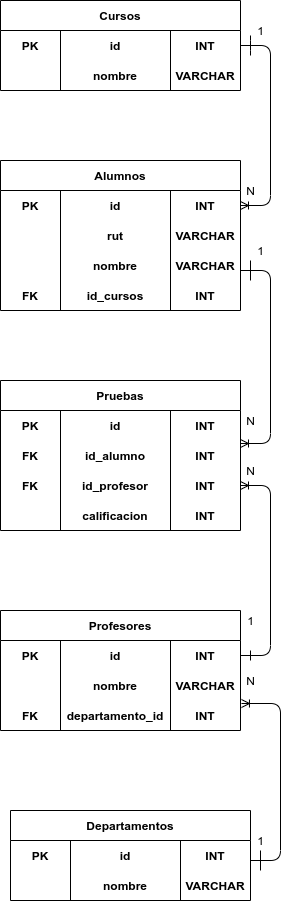 Cursos
PK id INT
1
nombre VARCHAR
Alumnos
N
PK id INT
rut VARCHAR
1
nombre VARCHAR
FK id_cursos INT
Pruebas
N
PK id INT
FK id_alumno INT
N
FK id_profesor INT
calificacion INT
Profesores
1
PK id INT
N
nombre VARCHAR
FK departamento_id INT
Departamentos
1
PK id INT
nombre VARCHAR